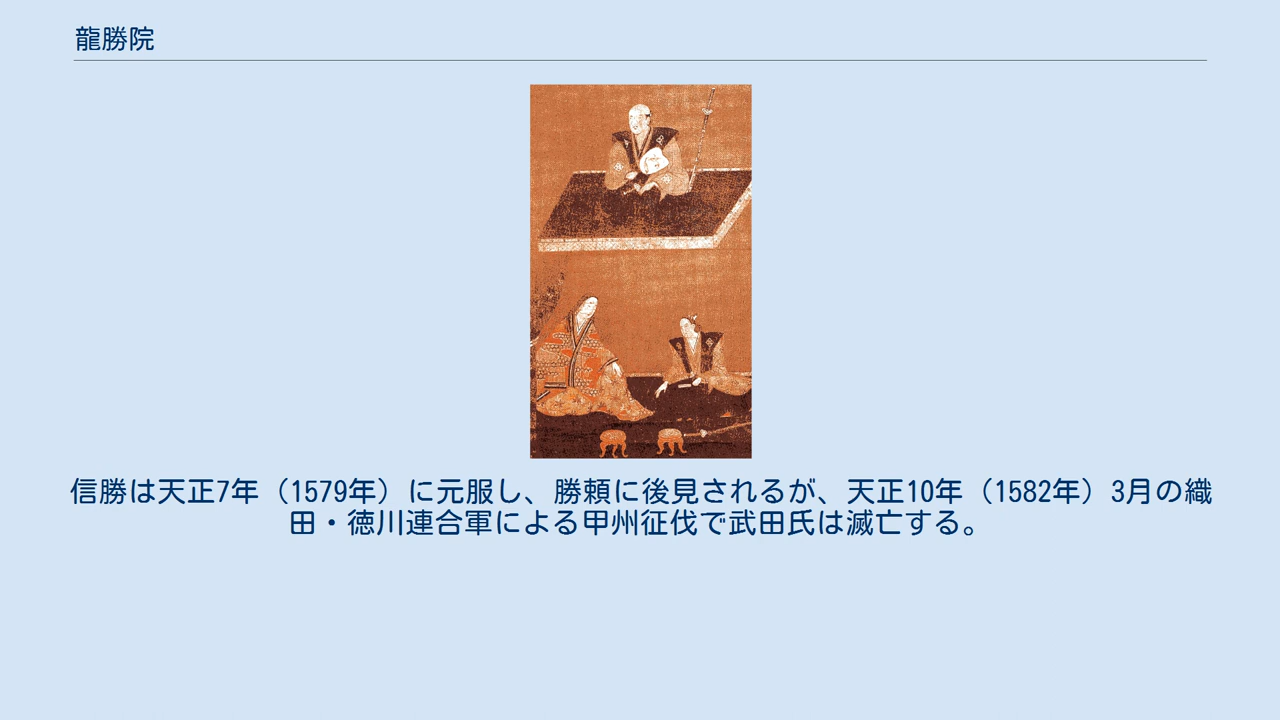 龍勝院
信勝は天正7年（1579年）に元服し、勝頼に後見されるが、天正10年（1582年）3月の織
田・徳川連合軍による甲州征伐で武田氏は滅亡する。